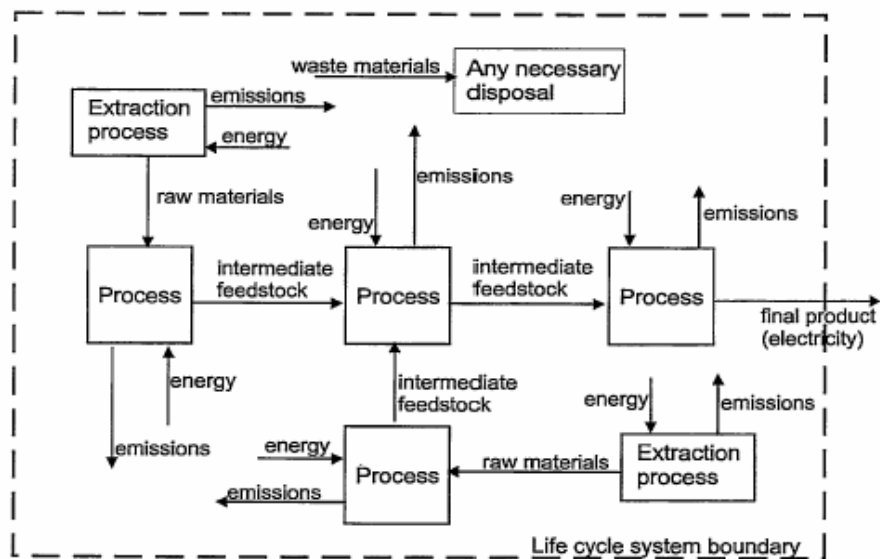 waste materials
Any necessary
disposal
Extraction
process
emissions
energy
raw materials
energy
emissions
energy
emissions
Process
intermediate
feedstock
Process
intermediate
feedstock
Process
final product
(electricity)
energy
emissions
intermediate
feedstock
energy
emissions
energy
emissions
Process
raw materials
Extraction
process
Life cycle system boundary